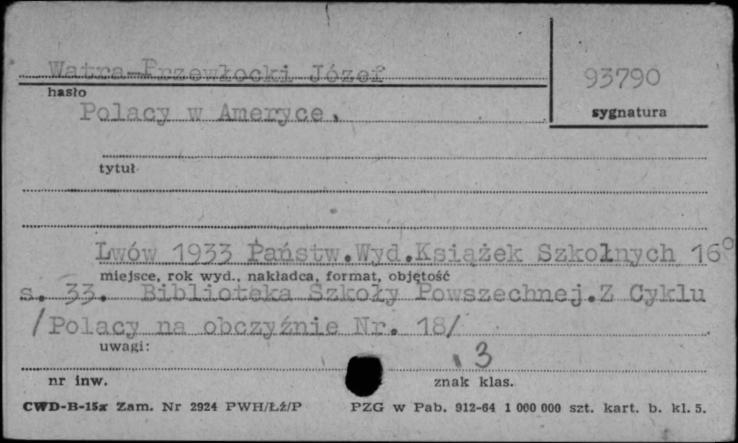 Watra-Przewłocki Józef
93790
hasło
sygnatura
Polacy w Ameryce.
tytuł
Lwów 1933 Państw.Wyd.Książek Szkolnych 16°
miejsce, rok wyd., nakładca, format, objętość
s. 33. Biblioteka Szkoły Powszechnej.Z Cyklu
/Polacy na obczyźnie Nr. 18/
uwagi:
3
nr inw.
znak klas.
CWD-B-15x Zam. Nr 2924 PWH/Łź/P PZG w Pab. 912-64 1 000 000 szt. kart. b. kl. 5.